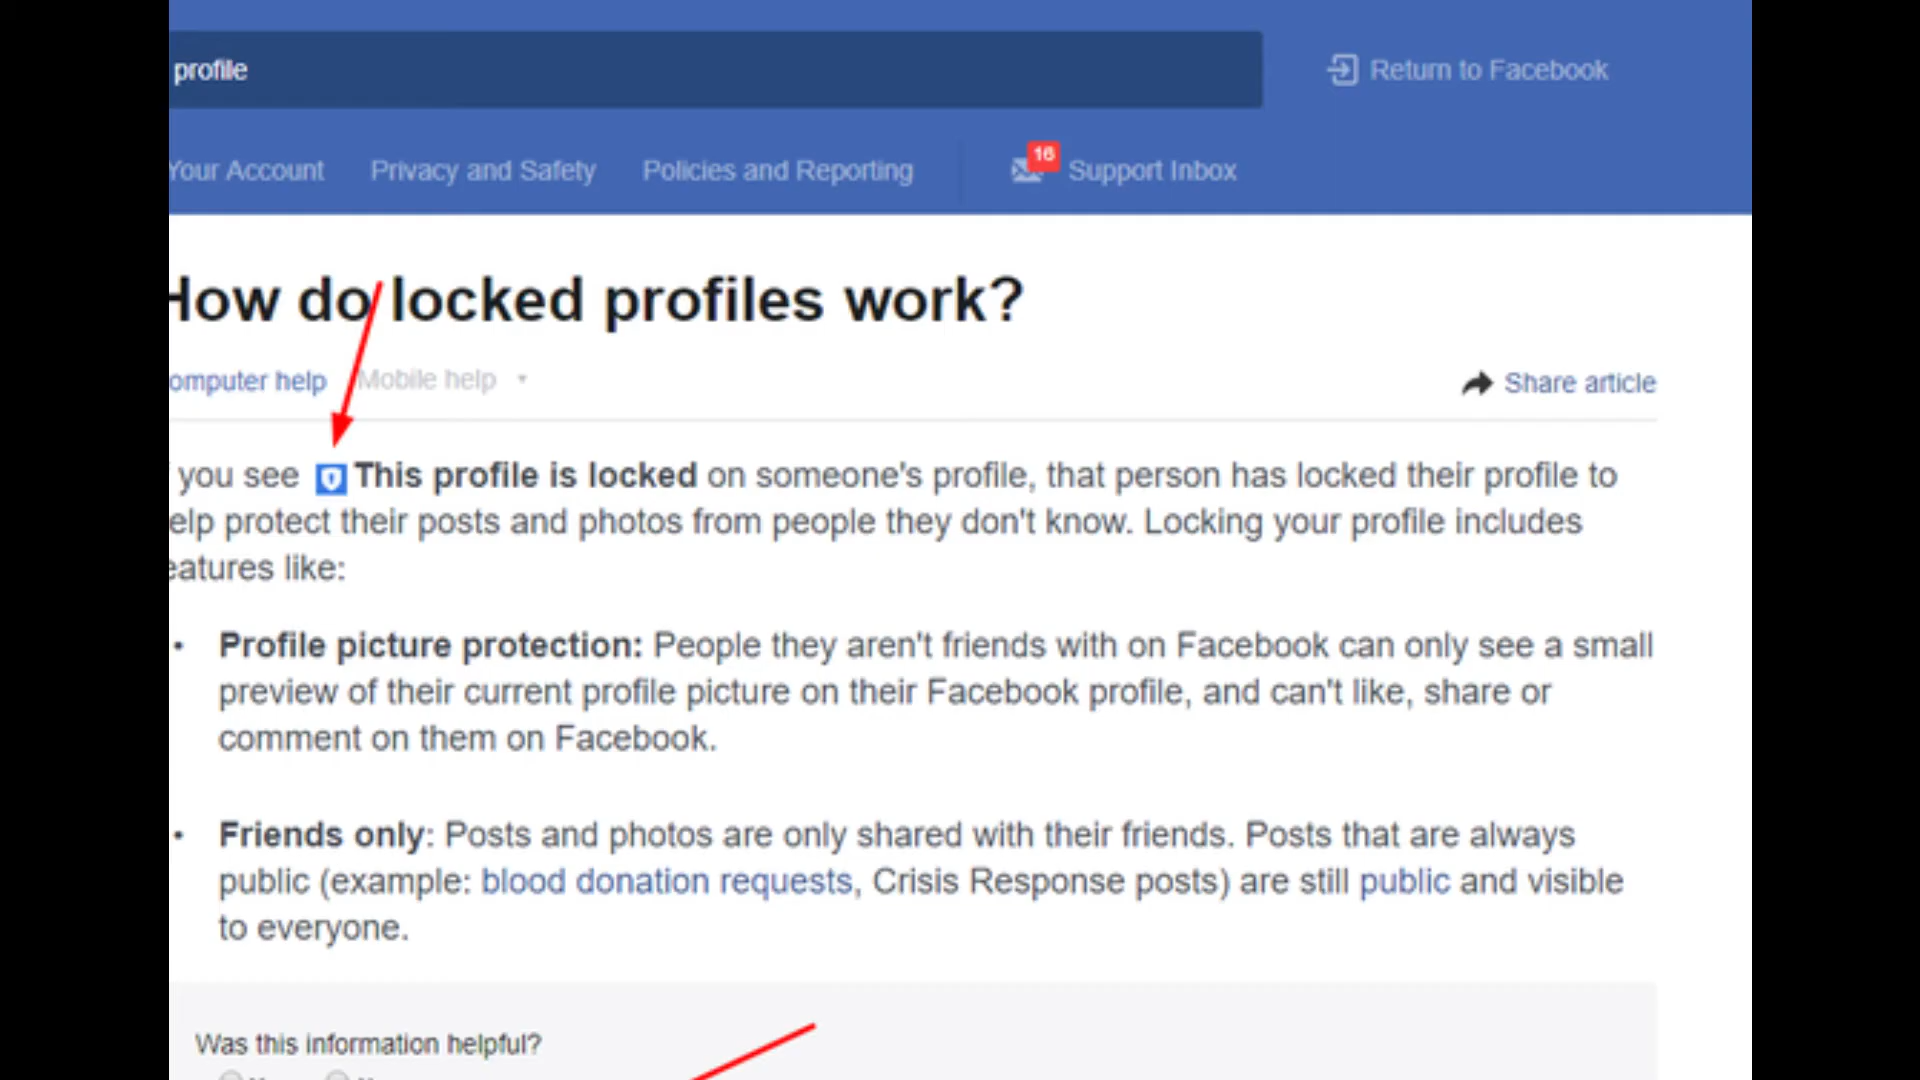 profile
Return to Facebook
Your Account Privacy and Safety Policies and Reporting 16 Support Inbox
How do locked profiles work?
omputer help Mobile help Share article
you see This profile is locked on someone's profile, that person has locked their profile to
elp protect their posts and photos from people they don't know. Locking your profile includes
eatures like:
• Profile picture protection: People they aren't friends with on Facebook can only see a small
preview of their current profile picture on their Facebook profile, and can't like, share or
comment on them on Facebook.
• Friends only: Posts and photos are only shared with their friends. Posts that are always
public (example: blood donation requests, Crisis Response posts) are still public and visible
to everyone.
Was this information helpful?